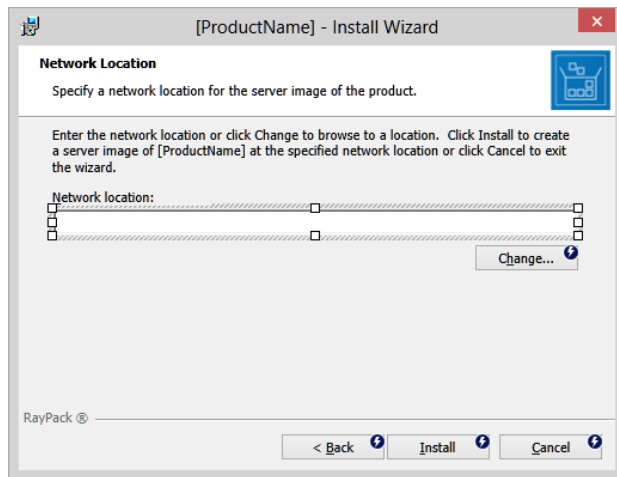 [ProductName] - Install Wizard
Network Location
Specify a network location for the server image of the product.
Enter the network location or click Change to browse to a location.  Click Install to create
a server image of [ProductName] at the specified network location or click Cancel to exit
the wizard.
Network location:
Change...
RayPack ®
< Back
Install
Cancel